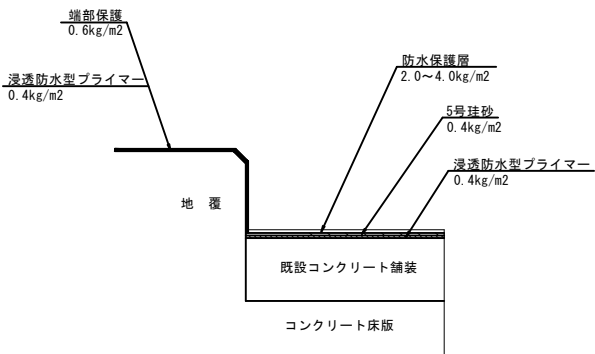 端部保護
0.6kg/m2
浸透防水型プライマー
0.4kg/m2
防水保護層
2.0～4.0kg/m2
5号珪砂
0.4kg/m2
浸透防水型プライマー
0.4kg/m2
地 覆
既設コンクリート舗装
コンクリート床版